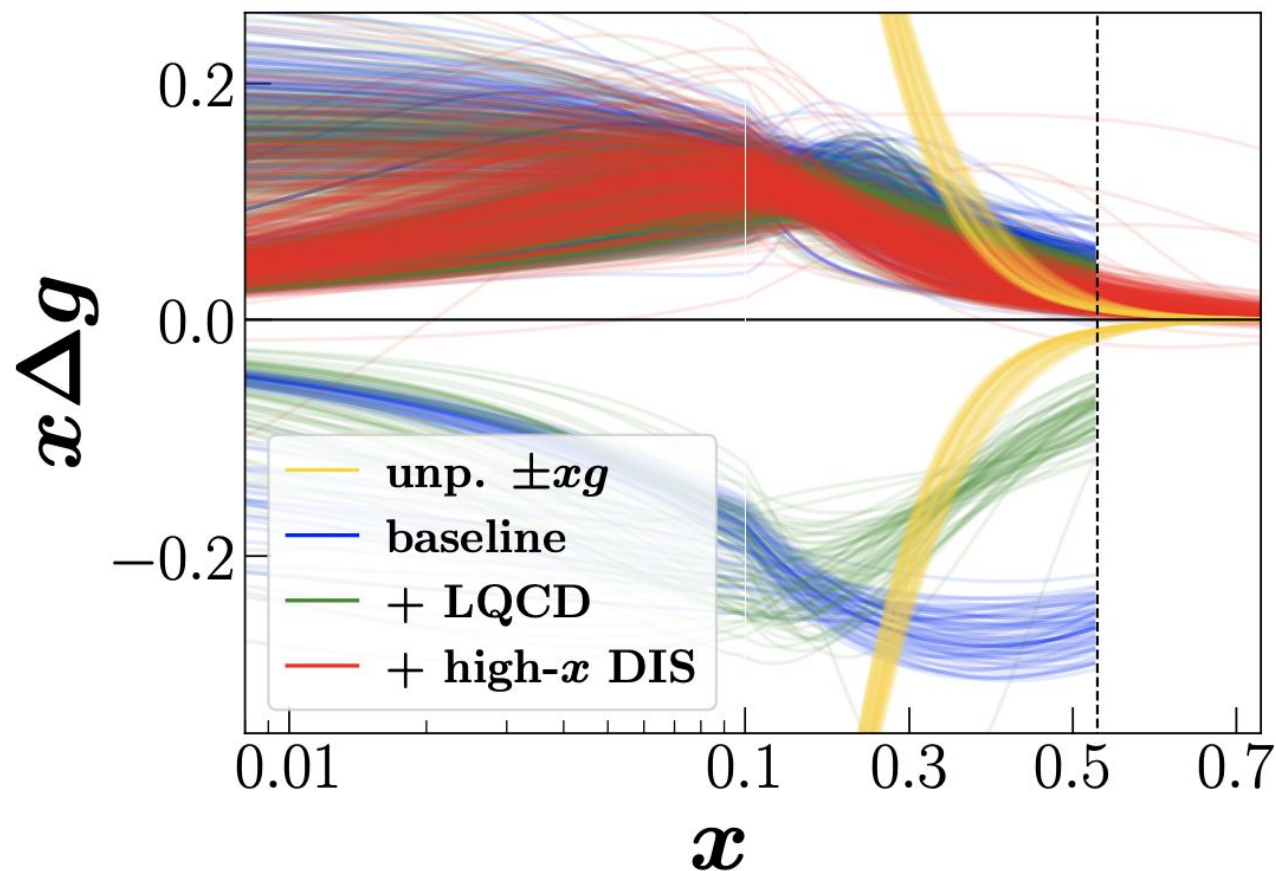 0.2
0.0
−0.2
xΔg
unp. ±xg
baseline
+ LQCD
+ high-x DIS
0.01 0.1 0.3 0.5 0.7
x